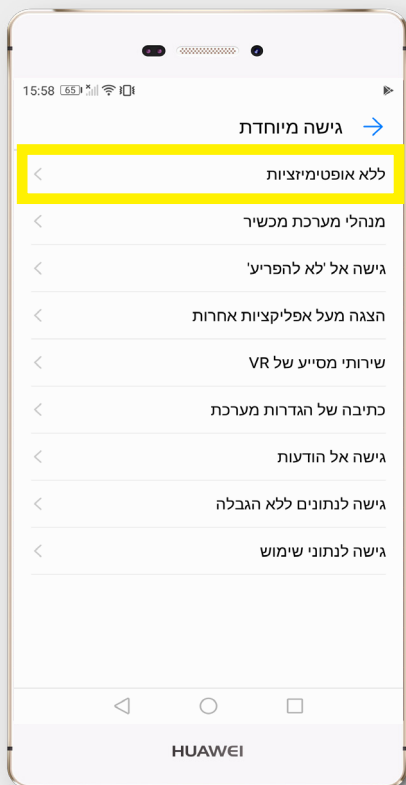 15:58 65
גישה מיוחדת
ללא אופטימיזציות
מנהלי מערכת מכשיר
גישה אל 'לא להפריע'
הצגה מעל אפליקציות אחרות
שירותי מסייע של VR
כתיבה של הגדרות מערכת
גישה אל הודעות
גישה לנתונים ללא הגבלה
גישה לנתוני שימוש
HUAWEI